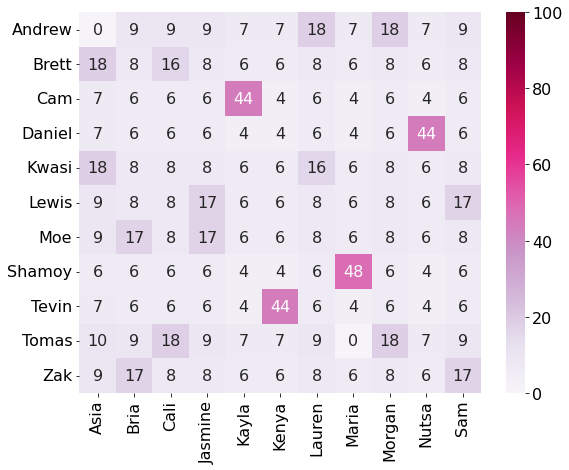 Andrew 0 9 9 9 7 7 18 7 18 7 9
Brett 18 8 16 8 6 6 8 6 8 6 8
Cam 7 6 6 6 44 4 6 4 6 4 6
Daniel 7 6 6 6 4 4 6 4 6 44 6
Kwasi 18 8 8 8 6 6 16 6 8 6 8
Lewis 9 8 8 17 6 6 8 6 8 6 17
Moe 9 17 8 17 6 6 8 6 8 6 8
Shamoy 6 6 6 6 4 4 6 48 6 4 6
Tevin 7 6 6 6 4 44 6 4 6 4 6
Tomas 10 9 18 9 7 7 9 0 18 7 9
Zak 9 17 8 8 6 6 8 6 8 6 17
Asia Bria Cali Jasmine Kayla Kenya Lauren Maria Morgan Nutsa Sam
100
80
60
40
20
0